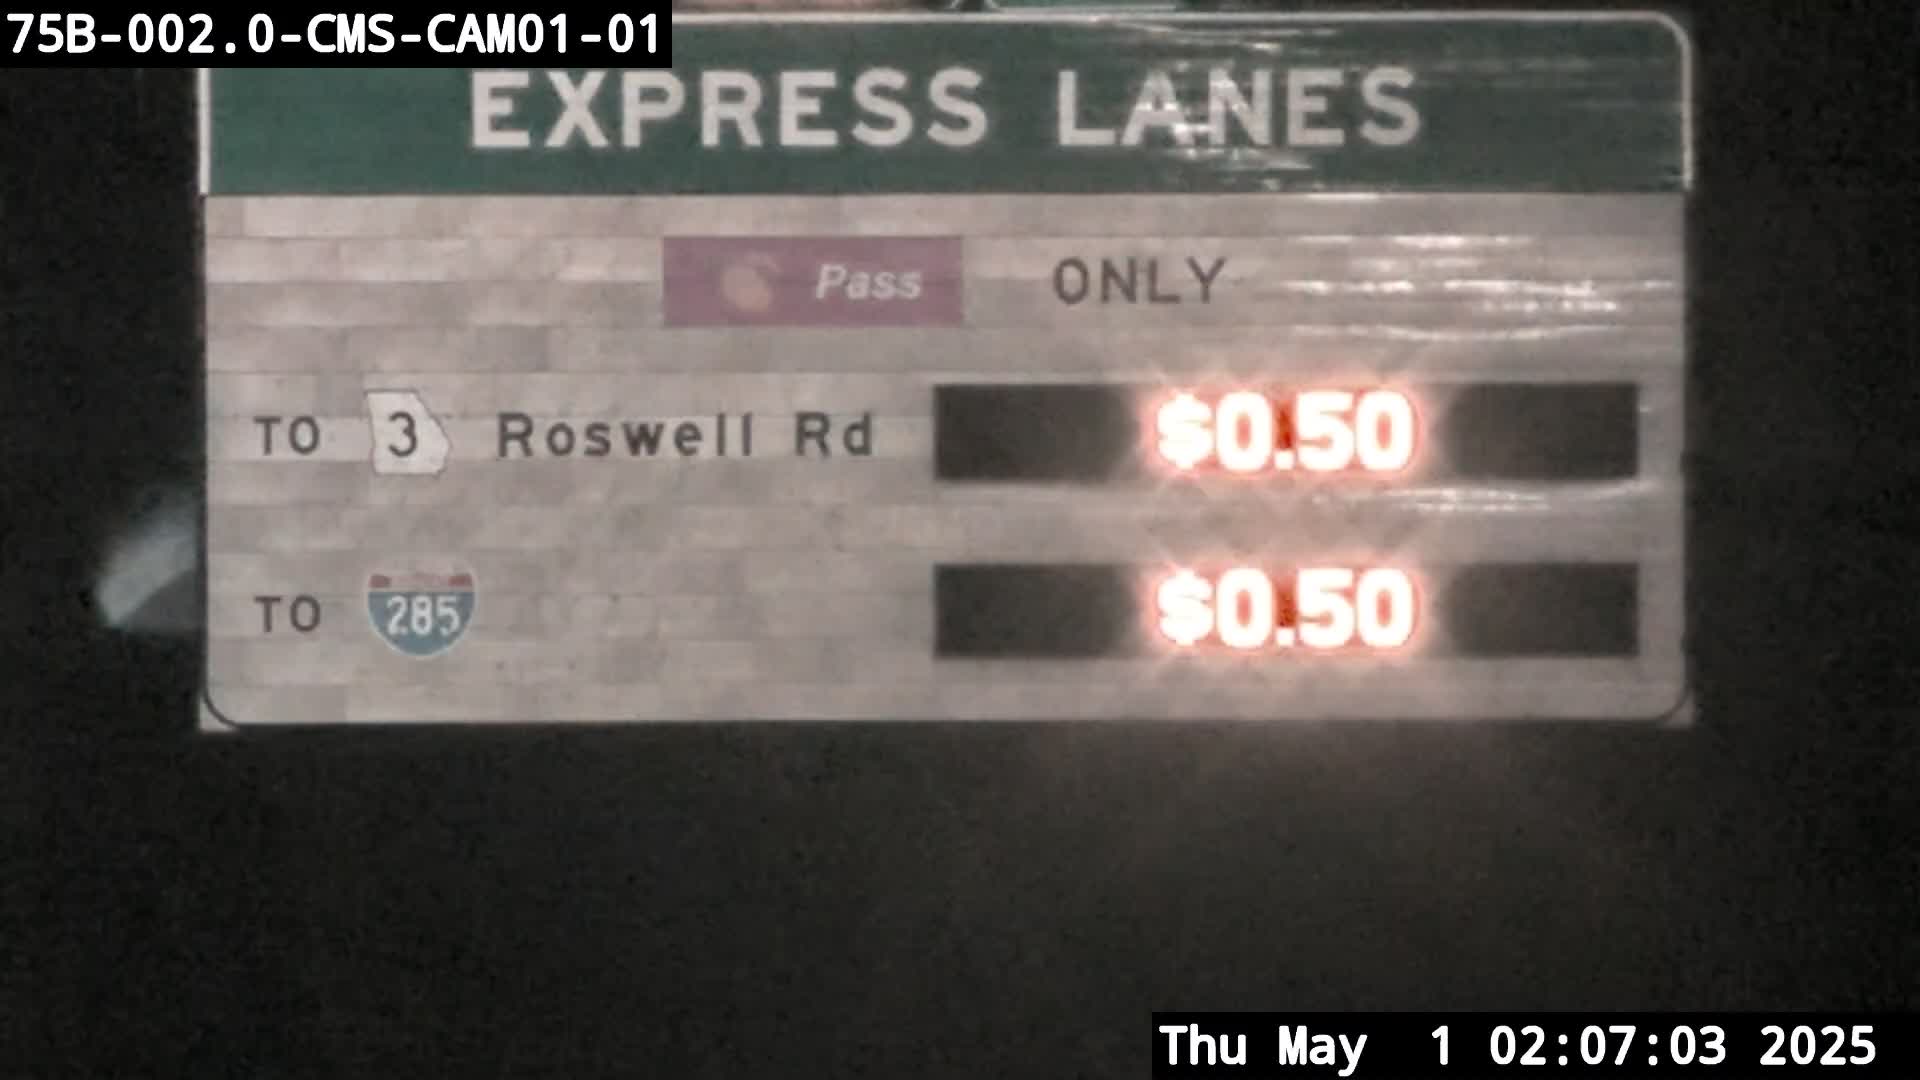 75B-002.0-CMS-CAM01-01
EXPRESS LANES
Pass ONLY
TO 3 Roswell Rd $0.50
TO 285 $0.50
Thu May 1 02:07:03 2025